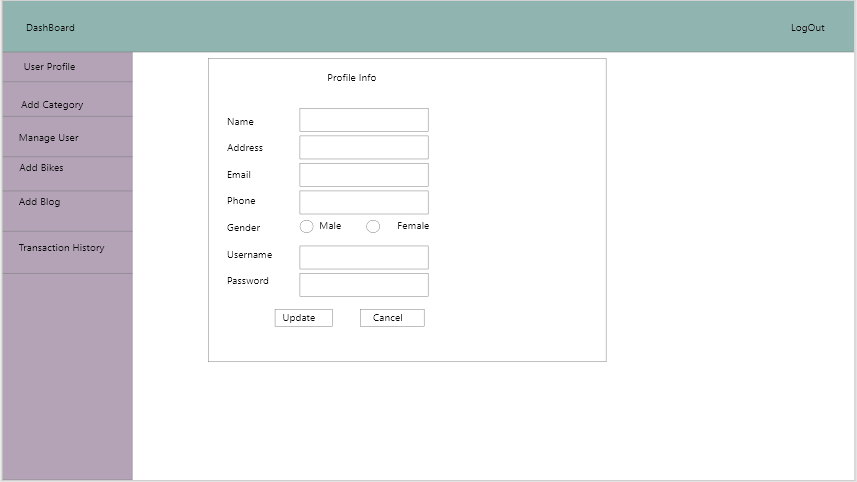 DashBoard
LogOut
User Profile
Add Category
Manage User
Add Bikes
Add Blog
Transaction History
Profile Info
Name
Address
Email
Phone
Gender Male Female
Username
Password
Update Cancel